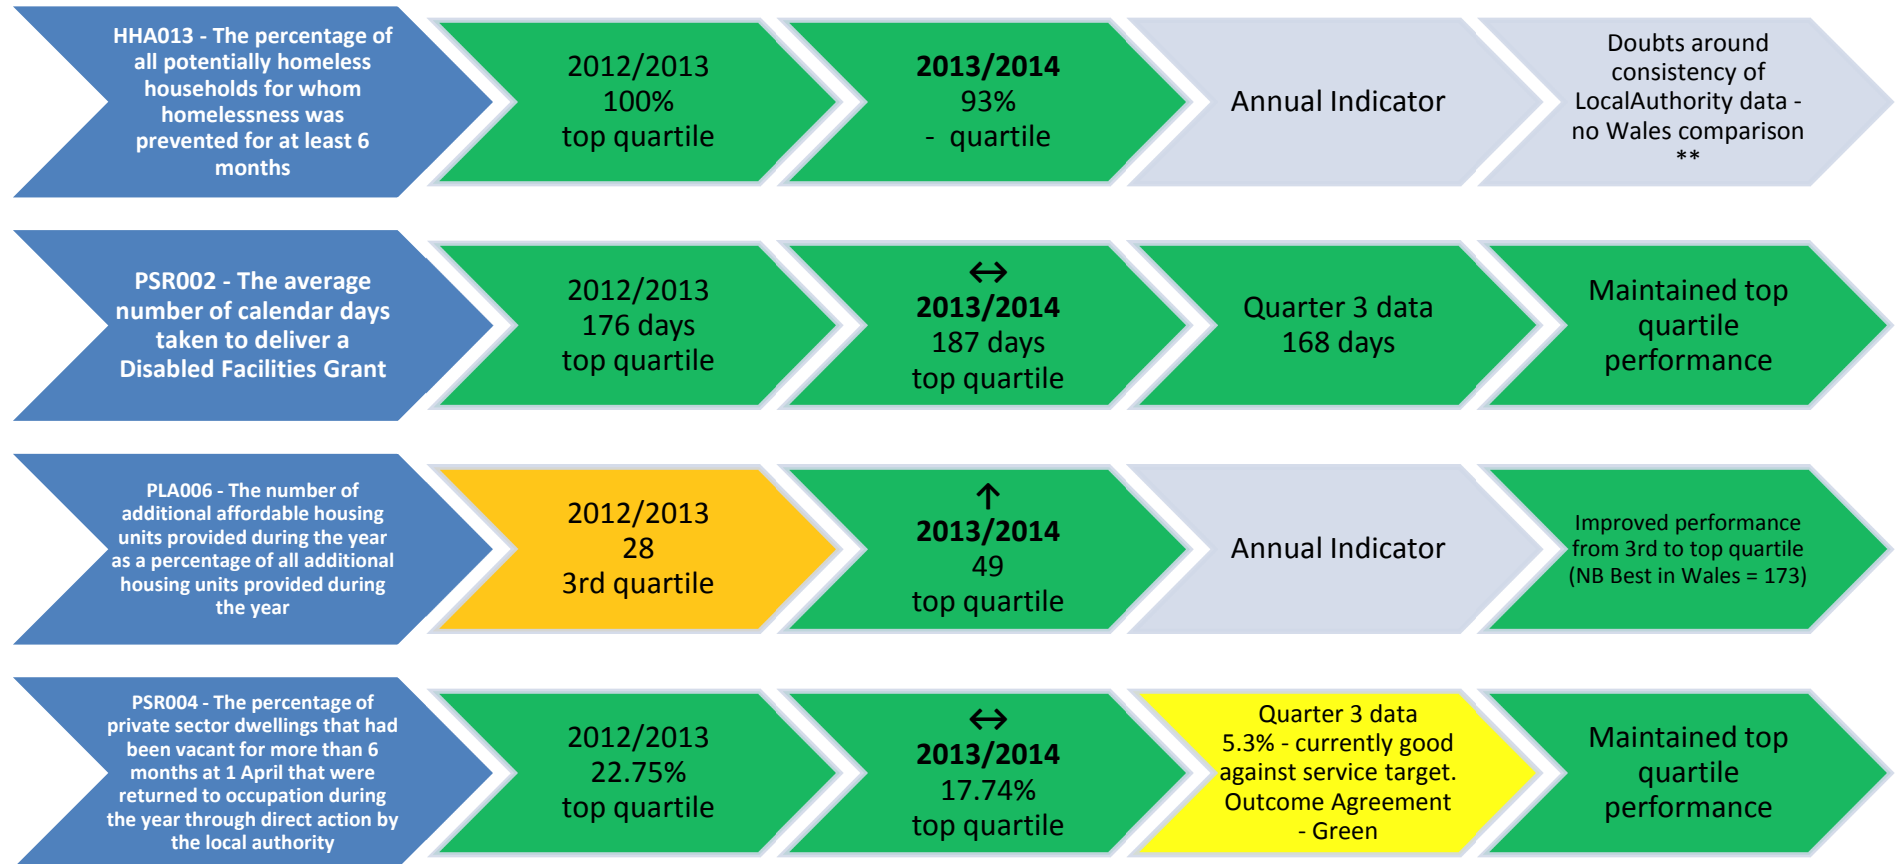 HHA013 - The percentage of
all potentially homeless
households for whom
homelessness was
prevented for at least 6
months
2012/2013
100%
top quartile
2013/2014
93%
- quartile
Annual Indicator
Doubts around
consistency of
LocalAuthority data -
no Wales comparison
**
PSR002 - The average
number of calendar days
taken to deliver a
Disabled Facilities Grant
2012/2013
176 days
top quartile
↔
2013/2014
187 days
top quartile
Quarter 3 data
168 days
Maintained top
quartile
performance
PLA006 - The number of
additional affordable housing
units provided during the year
as a percentage of all additional
housing units provided during
the year
2012/2013
28
3rd quartile
↑
2013/2014
49
top quartile
Annual Indicator
Improved performance
from 3rd to top quartile
(NB Best in Wales = 173)
PSR004 - The percentage of
private sector dwellings that had
been vacant for more than 6
months at 1 April that were
returned to occupation during
the year through direct action by
the local authority
2012/2013
22.75%
top quartile
↔
2013/2014
17.74%
top quartile
Quarter 3 data
5.3% - currently good
against service target.
Outcome Agreement
- Green
Maintained top
quartile
performance